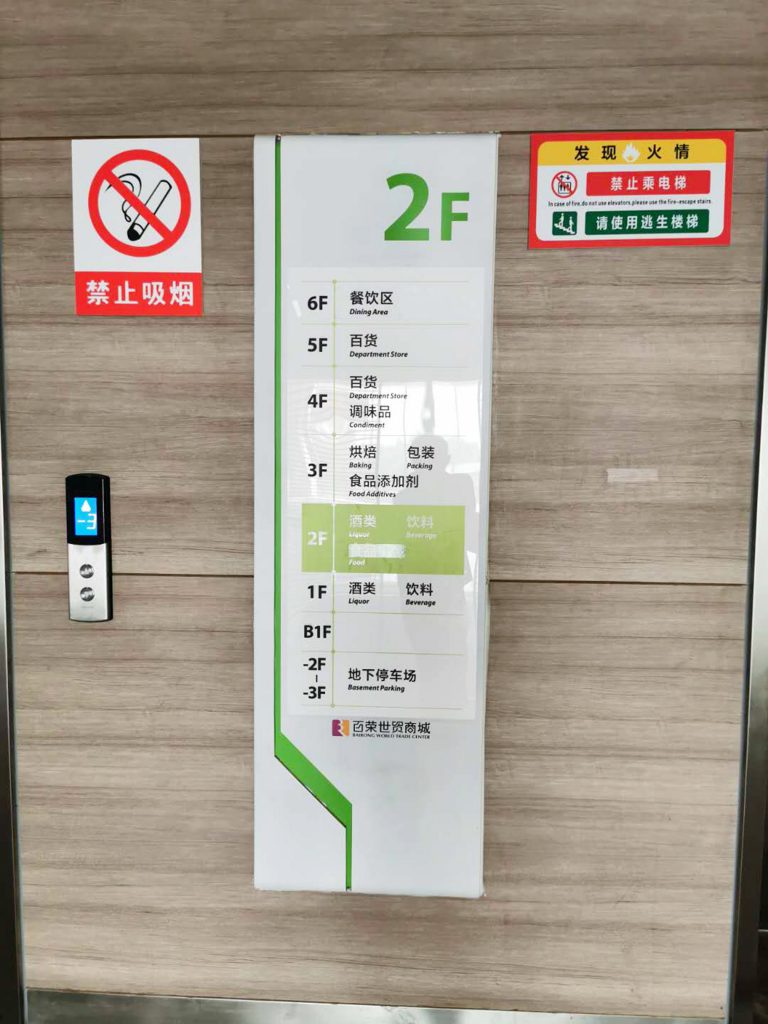 禁止吸烟
发现火情
禁止乘电梯
In case of fire, do not use elevators, please use the fire-escape stairs.
请使用逃生楼梯
2F
6F 餐饮区
Dining Area
5F 百货
Department Store
4F 百货
Department Store
调味品
Condiment
3F 烘焙 包装
Baking Packing
食品添加剂
Food Additives
2F 酒类 饮料
Liquor Beverage
Food
1F 酒类 饮料
Liquor Beverage
B1F
-2F
-3F
地下停车场
Basement Parking
百荣世贸商城
BAIRONG WORLD TRADE CENTER
-3